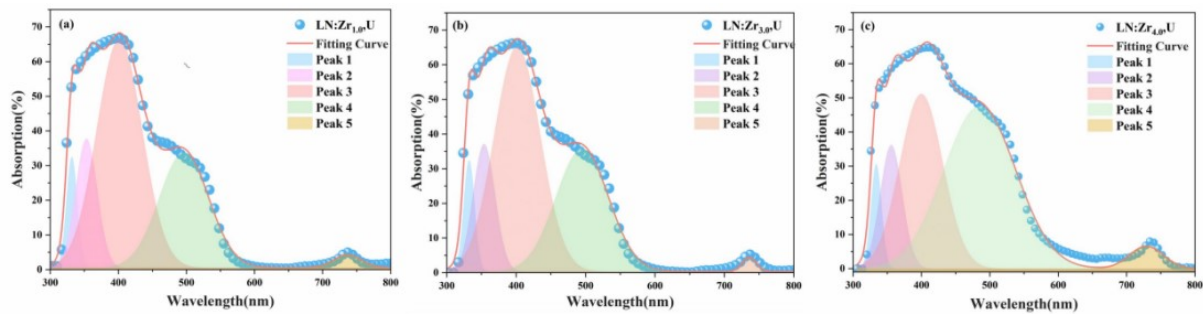 (a)
LN:Zr1.0,U
Fitting Curve
Peak 1
Peak 2
Peak 3
Peak 4
Peak 5
Absorption(%)
70
60
50
40
30
20
10
0
300 400 500 600 700 800
Wavelength(nm)
(b)
LN:Zr3.0,U
Fitting Curve
Peak 1
Peak 2
Peak 3
Peak 4
Peak 5
Absorption(%)
70
60
50
40
30
20
10
0
300 400 500 600 700 800
Wavelength(nm)
(c)
LN:Zr4.0,U
Fitting Curve
Peak 1
Peak 2
Peak 3
Peak 4
Peak 5
Absorption(%)
70
60
50
40
30
20
10
0
300 400 500 600 700 800
Wavelength(nm)